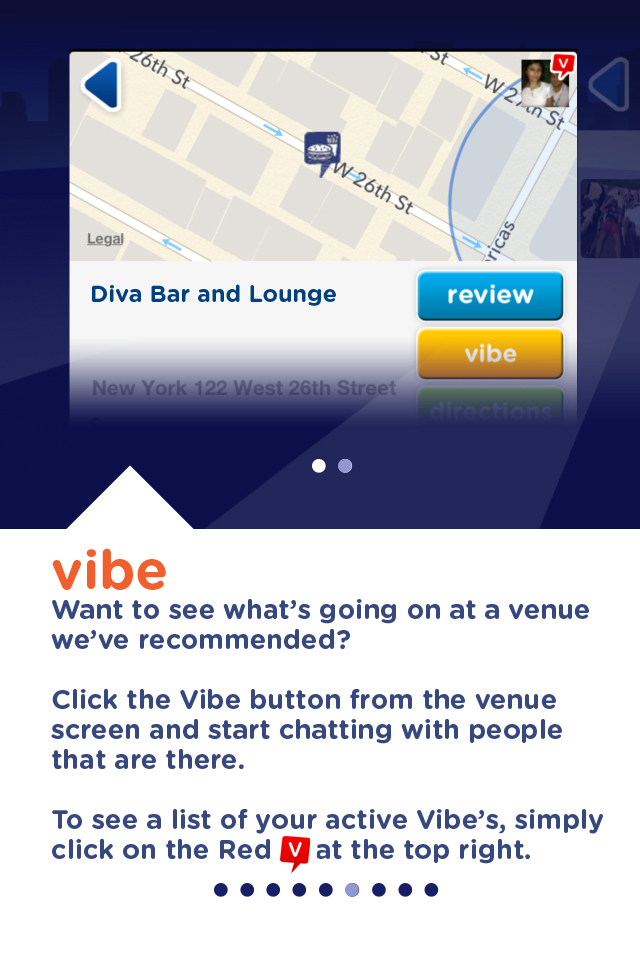 26th St
St
V
W 27th St
W 26th St
ricas
Legal
Diva Bar and Lounge
review
vibe
New York 122 West 26th Street
directions
vibe
Want to see what's going on at a venue
we've recommended?
Click the Vibe button from the venue
screen and start chatting with people
that are there.
To see a list of your active Vibe's, simply
click on the Red V at the top right.